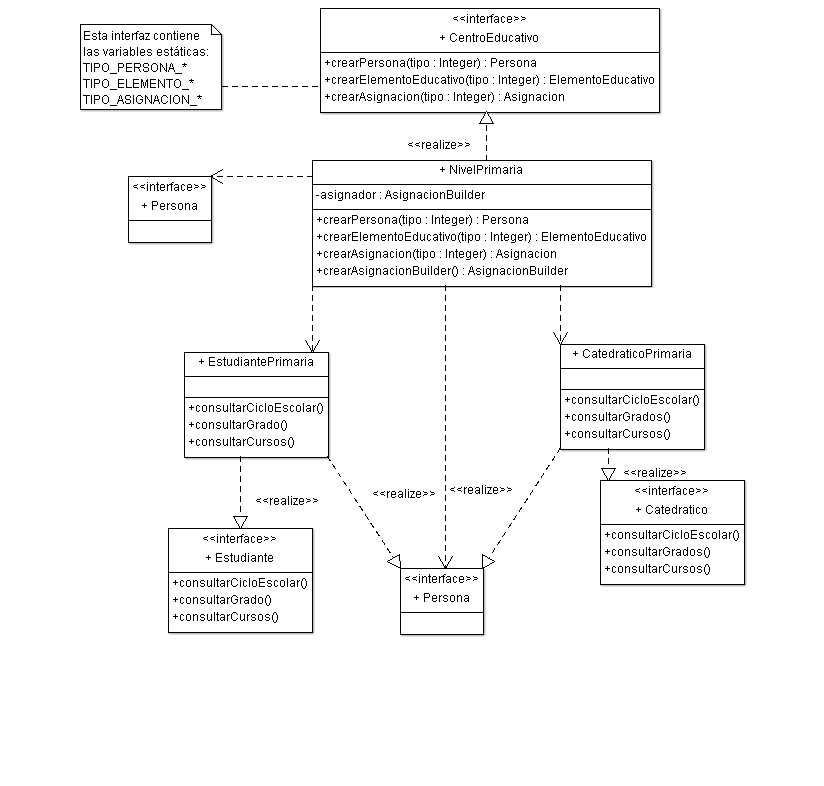 Esta interfaz contiene
las variables estáticas:
TIPO_PERSONA_*
TIPO_ELEMENTO_*
TIPO_ASIGNACION_*
<<interface>>
+ CentroEducativo
+crearPersona(tipo : Integer) : Persona
+crearElementoEducativo(tipo : Integer) : ElementoEducativo
+crearAsignacion(tipo : Integer) : Asignacion
<<realize>>
<<interface>>
+ Persona
+ NivelPrimaria
-asignador : AsignacionBuilder
+crearPersona(tipo : Integer) : Persona
+crearElementoEducativo(tipo : Integer) : ElementoEducativo
+crearAsignacion(tipo : Integer) : Asignacion
+crearAsignacionBuilder() : AsignacionBuilder
+ EstudiantePrimaria
+consultarCicloEscolar()
+consultarGrado()
+consultarCursos()
+ CatedraticoPrimaria
+consultarCicloEscolar()
+consultarGrados()
+consultarCursos()
<<realize>>
<<realize>>
<<realize>>
<<realize>>
<<interface>>
+ Estudiante
+consultarCicloEscolar()
+consultarGrado()
+consultarCursos()
<<interface>>
+ Persona
<<interface>>
+ Catedratico
+consultarCicloEscolar()
+consultarGrados()
+consultarCursos()